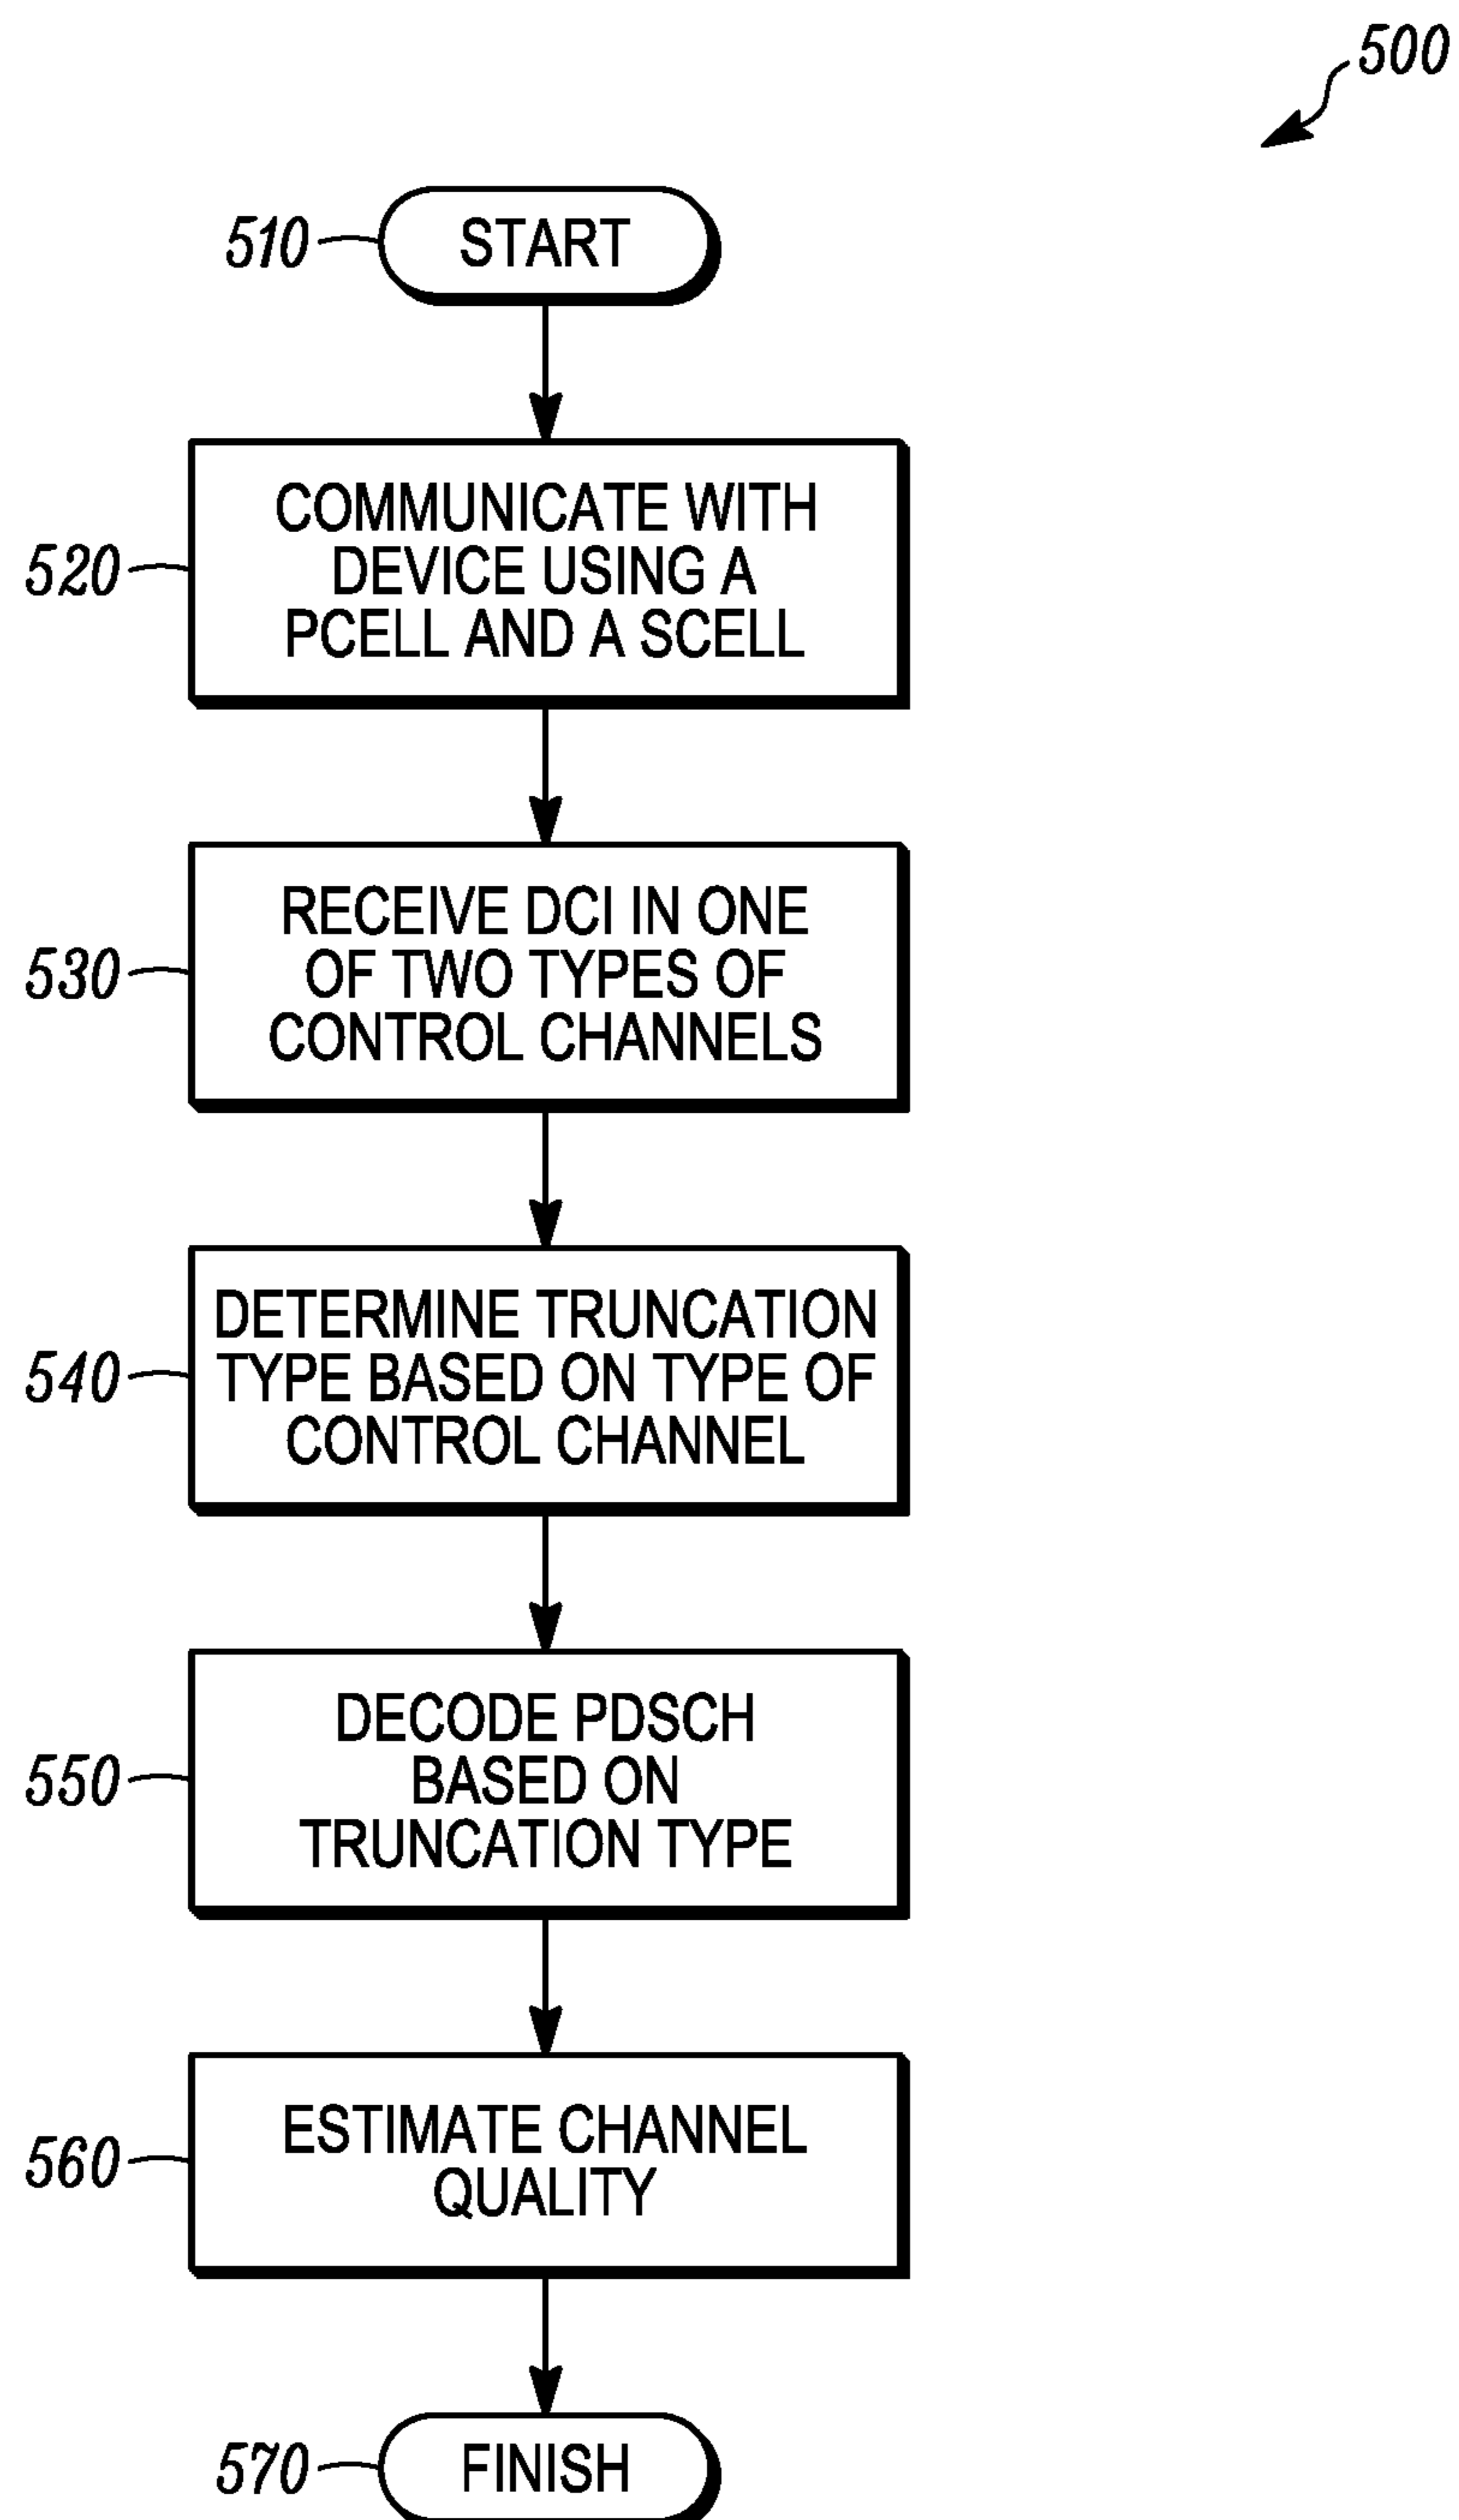 500
510
START
520
COMMUNICATE WITH
DEVICE USING A
PCELL AND A SCELL
530
RECEIVE DCI IN ONE
OF TWO TYPES OF
CONTROL CHANNELS
540
DETERMINE TRUNCATION
TYPE BASED ON TYPE OF
CONTROL CHANNEL
550
DECODE PDSCH
BASED ON
TRUNCATION TYPE
560
ESTIMATE CHANNEL
QUALITY
570
FINISH